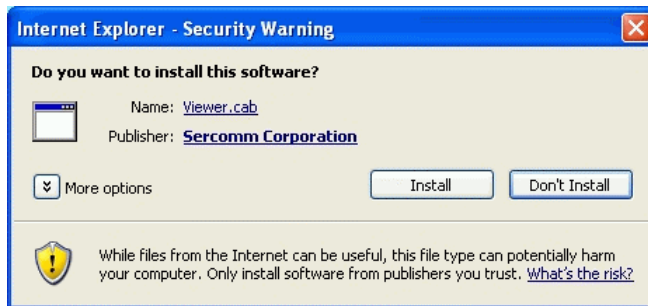 Internet Explorer - Security Warning
Do you want to install this software?
Name: Viewer.cab
Publisher: Sercomm Corporation
More options
Install Don't Install
While files from the Internet can be useful, this file type can potentially harm
your computer. Only install software from publishers you trust. What's the risk?